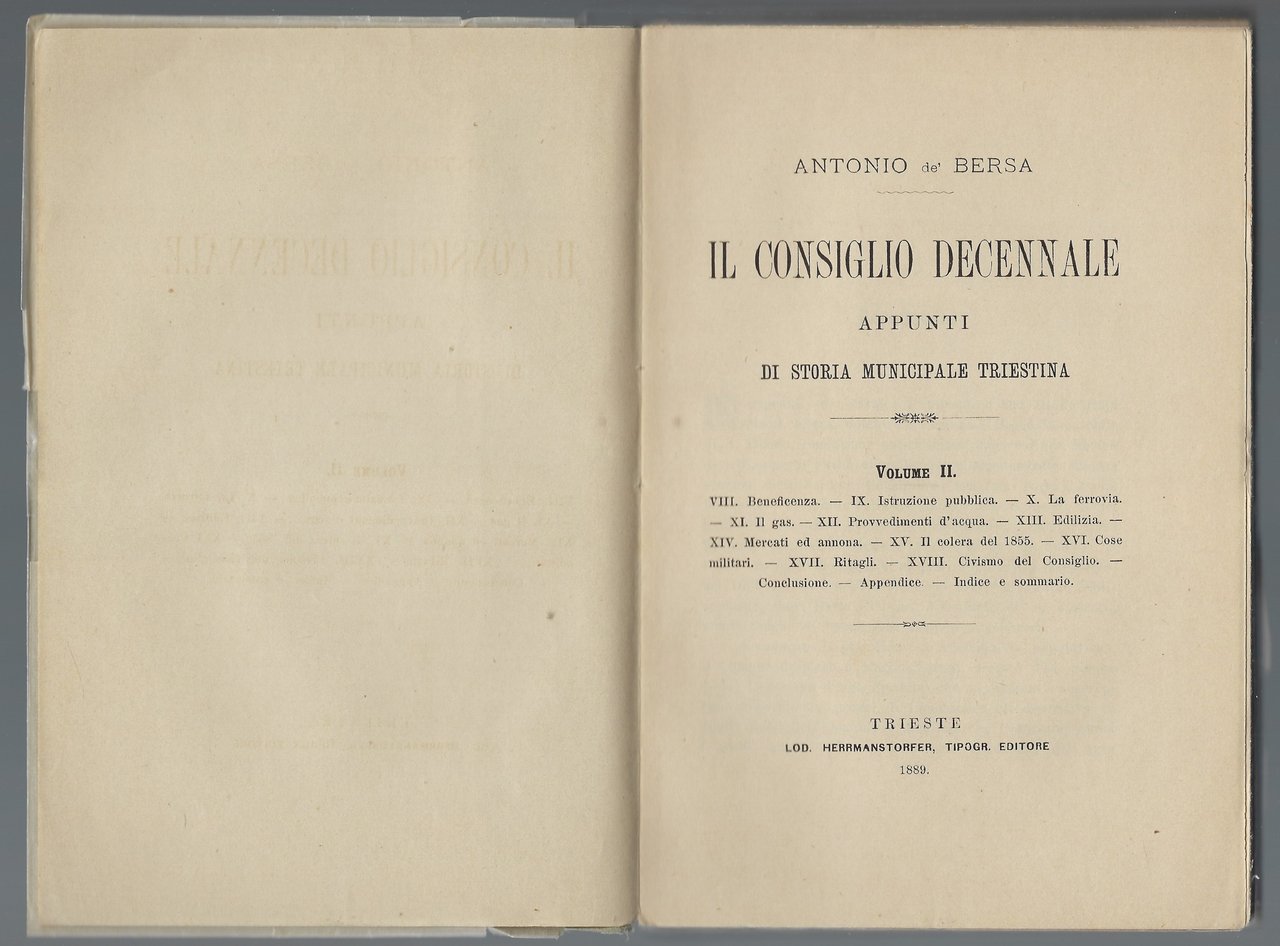 ANTONIO de' BERSA
IL CONSIGLIO DECENNALE
APPUNTI
DI STORIA MUNICIPALE TRIESTINA
VOLUME II.
VIII. Beneficenza. — IX. Istruzione pubblica. — X. La ferrovia.
— XI. Il gas. — XII. Provvedimenti d'acqua. — XIII. Edilizia. —
XIV. Mercati ed annona. — XV. Il colera del 1855. — XVI. Cose
militari. — XVII. Ritagli. — XVIII. Civismo del Consiglio. —
Conclusione. — Appendice. — Indice e sommario.
TRIESTE
LOD. HERRMANSTORFER, TIPOGR. EDITORE
1889.